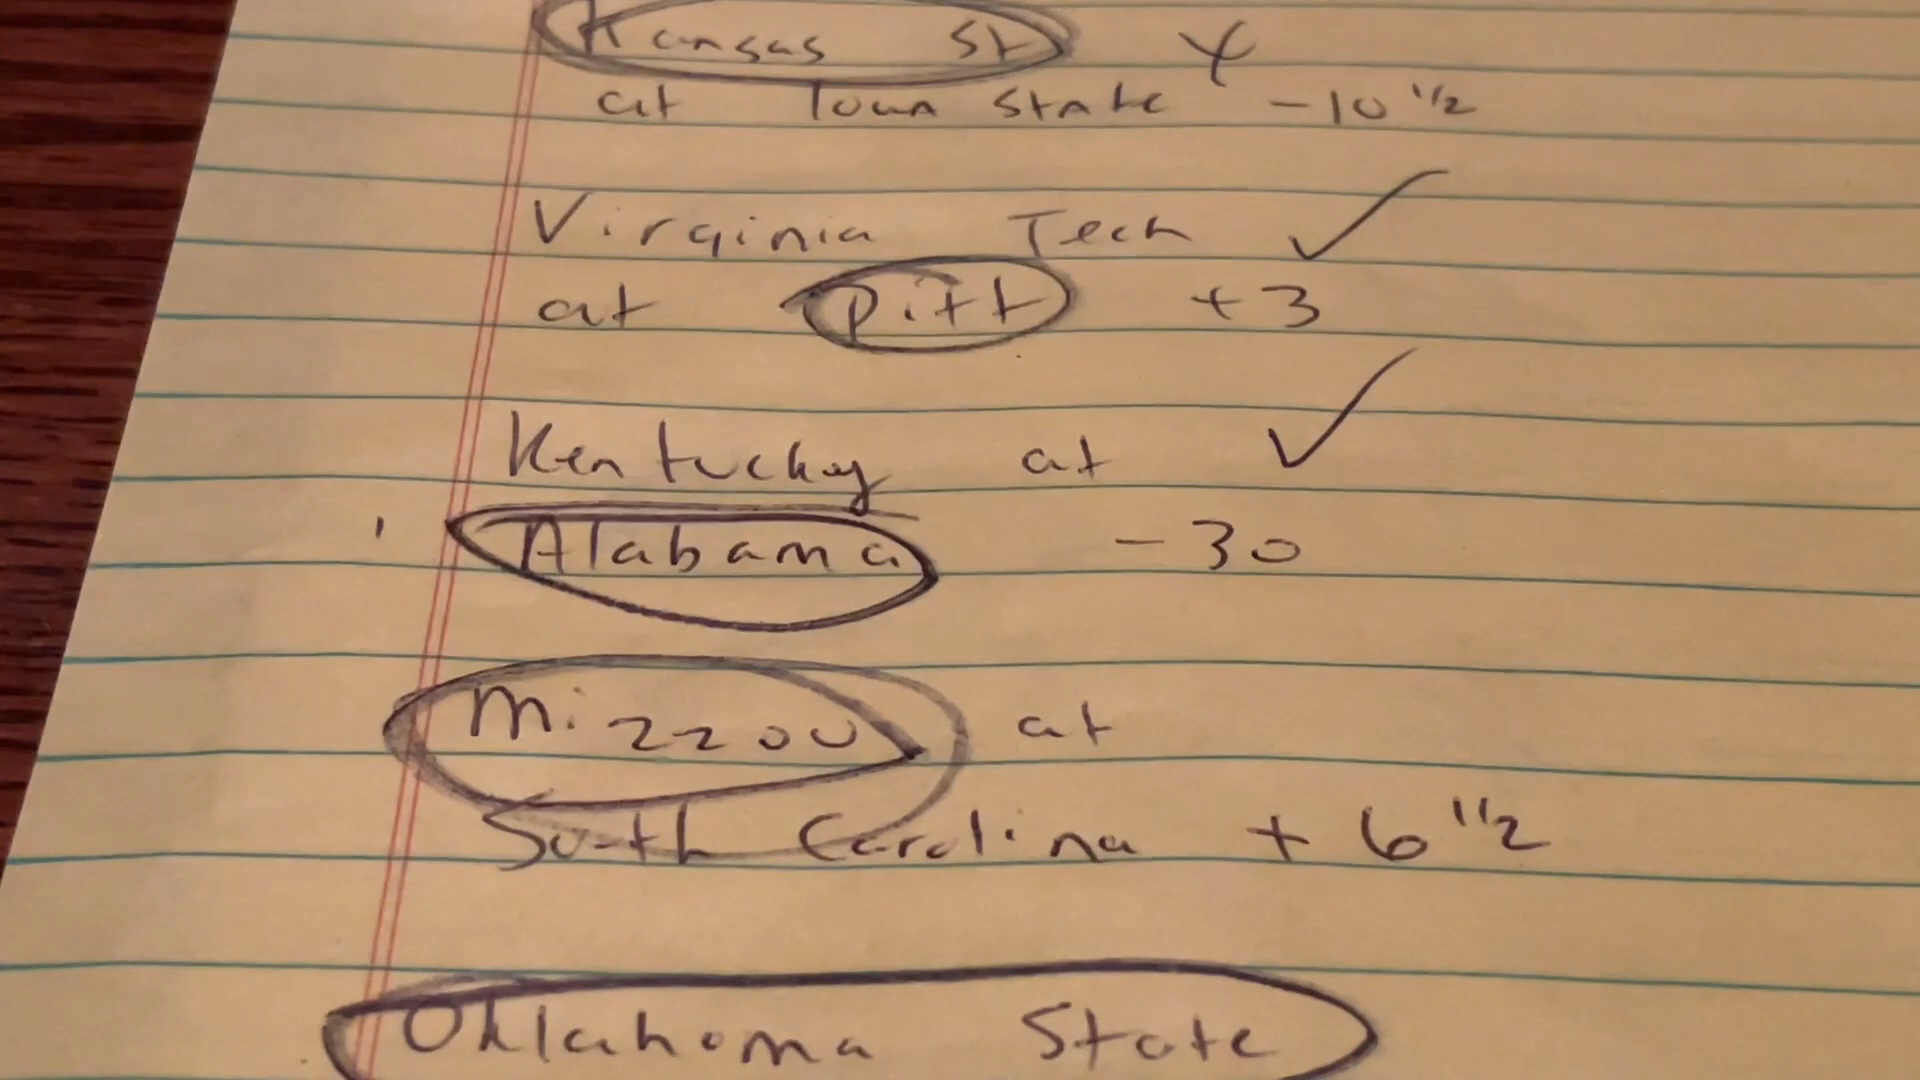 Kansas St X
at Iowa State -10 1/2
Virginia Tech ✓
at Pitt +3
Kentucky at ✓
Alabama -30
Mizzou at
South Carolina + 6 1/2
Oklahoma State